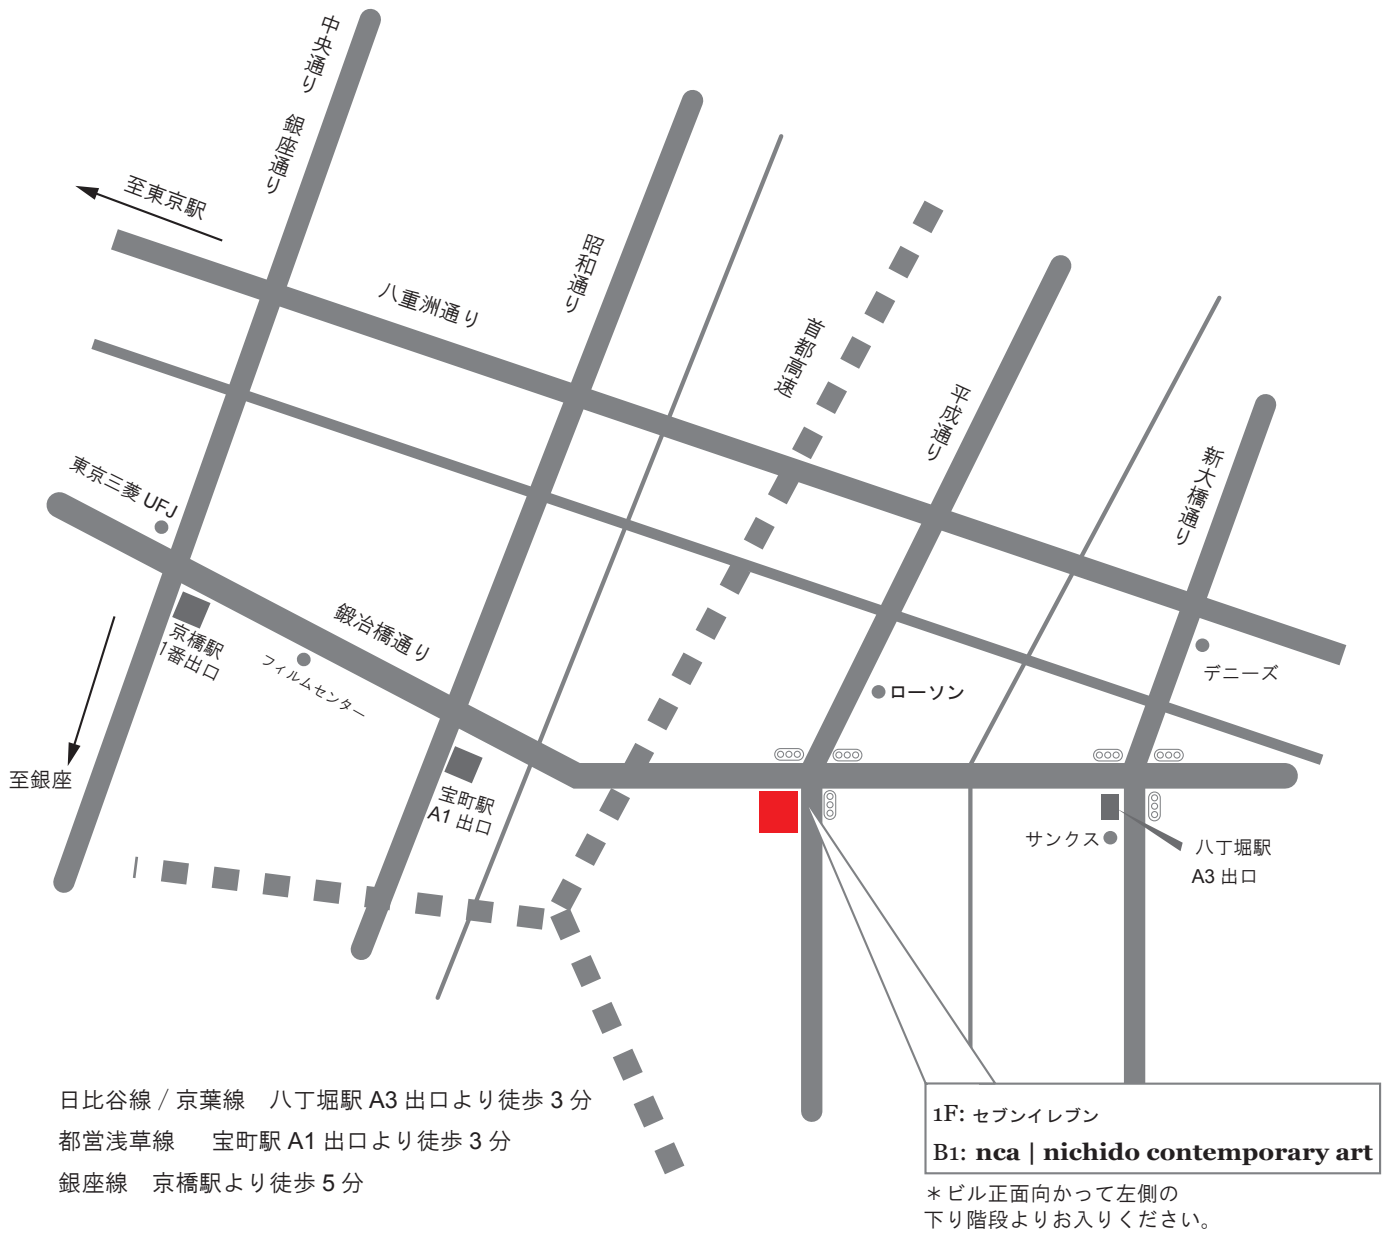 中央通り　銀座通り
至東京駅
八重洲通り
昭和通り
首都高速
平成通り
新大橋通り
東京三菱 UFJ
鍛冶橋通り
京橋駅
1番出口
フィルムセンター
ローソン
デニーズ
至銀座
宝町駅
A1 出口
サンクス
八丁堀駅
A3 出口
日比谷線 / 京葉線　八丁堀駅 A3 出口より徒歩 3 分
都営浅草線　宝町駅 A1 出口より徒歩 3 分
銀座線　京橋駅より徒歩 5 分
1F: セブンイレブン
B1: nca | nichido contemporary art
＊ビル正面向かって左側の
下り階段よりお入りください。